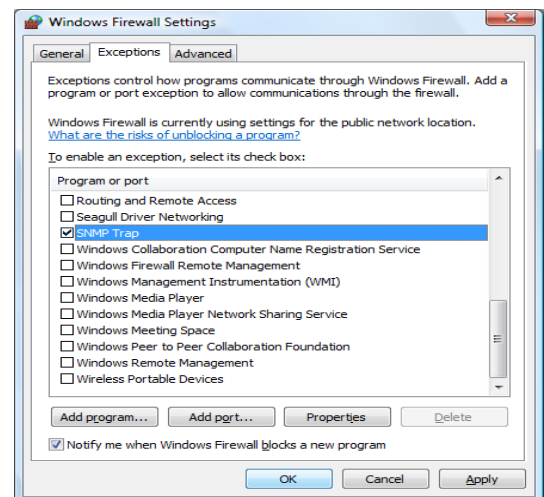 Windows Firewall Settings
General Exceptions Advanced
Exceptions control how programs communicate through Windows Firewall. Add a
program or port exception to allow communications through the firewall.
Windows Firewall is currently using settings for the public network location.
What are the risks of unblocking a program?
To enable an exception, select its check box:
Program or port
Routing and Remote Access
Seagull Driver Networking
SNMP Trap
Windows Collaboration Computer Name Registration Service
Windows Firewall Remote Management
Windows Management Instrumentation (WMI)
Windows Media Player
Windows Media Player Network Sharing Service
Windows Meeting Space
Windows Peer to Peer Collaboration Foundation
Windows Remote Management
Wireless Portable Devices
Add program... Add port... Properties Delete
Notify me when Windows Firewall blocks a new program
OK Cancel Apply